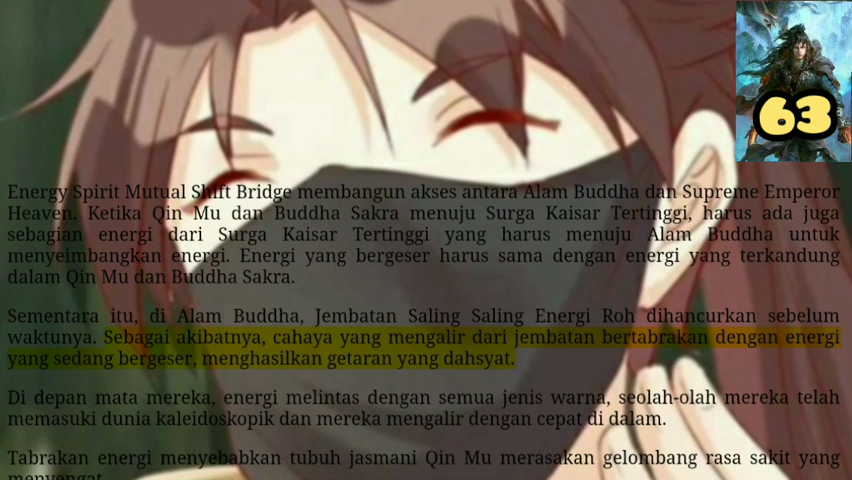 63
Energy Spirit Mutual Shift Bridge membangun akses antara Alam Buddha dan Supreme Emperor
Heaven. Ketika Qin Mu dan Buddha Sakra menuju Surga Kaisar Tertinggi, harus ada juga
sebagian energi dari Surga Kaisar Tertinggi yang harus menuju Alam Buddha untuk
menyeimbangkan energi. Energi yang bergeser harus sama dengan energi yang terkandung
dalam Qin Mu dan Buddha Sakra.
Sementara itu, di Alam Buddha, Jembatan Saling Saling Energi Roh dihancurkan sebelum
waktunya. Sebagai akibatnya, cahaya yang mengalir dari jembatan bertabrakan dengan energi
yang sedang bergeser, menghasilkan getaran yang dahsyat.
Di depan mata mereka, energi melintas dengan semua jenis warna, seolah-olah mereka telah
memasuki dunia kaleidoskopik dan mereka mengalir dengan cepat di dalam.
Tabrakan energi menyebabkan tubuh jasmani Qin Mu merasakan gelombang rasa sakit yang
menyengat.